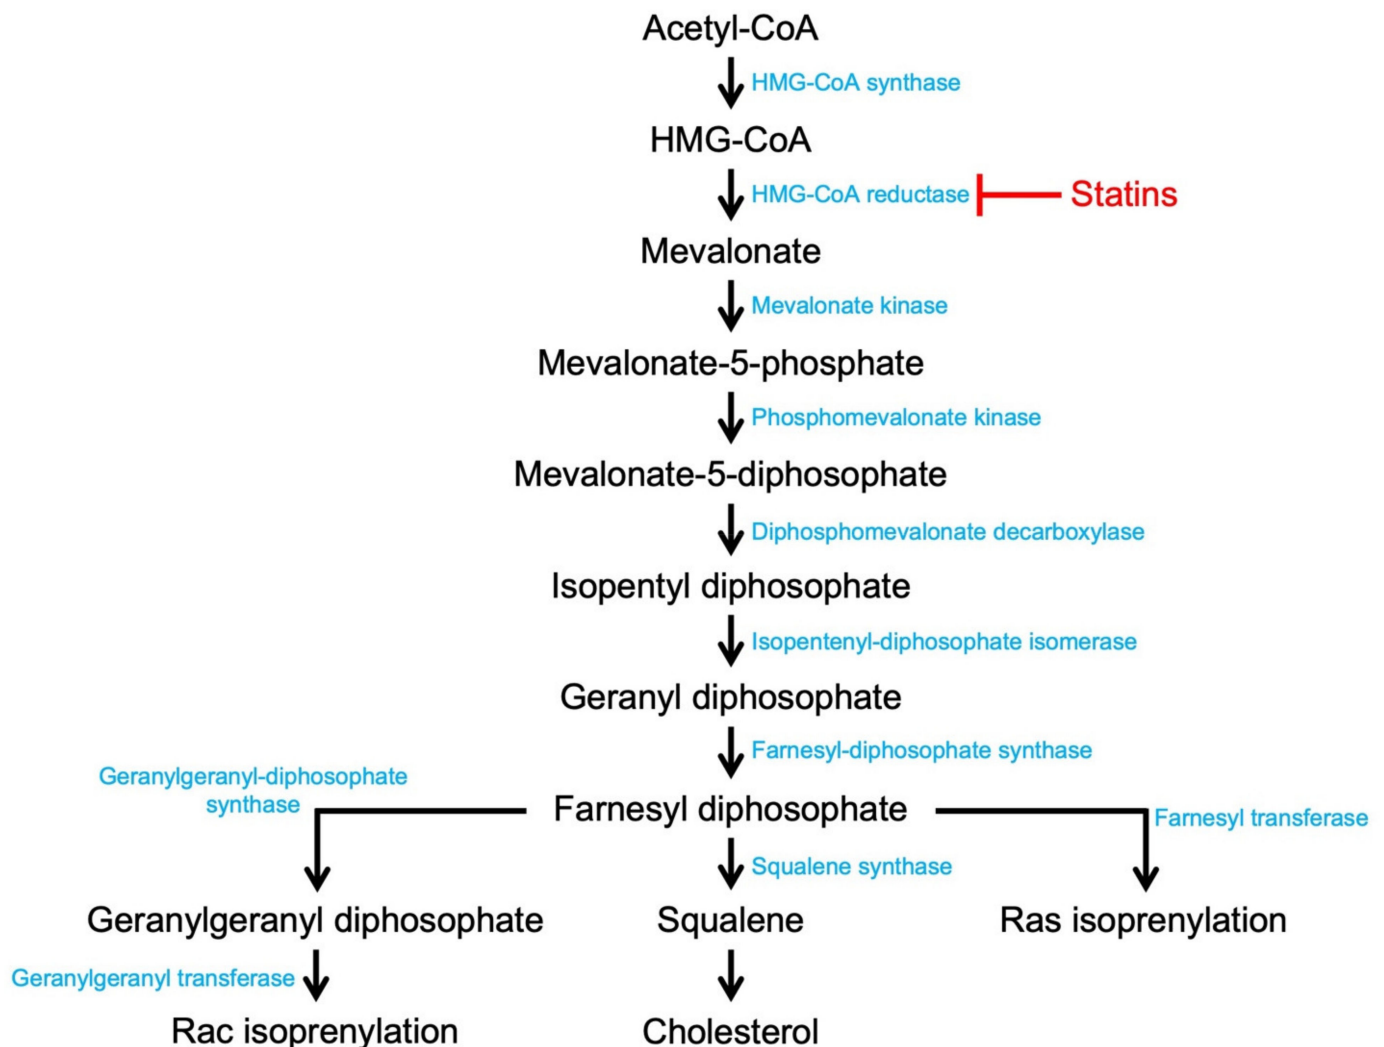 Acetyl-CoA
HMG-CoA synthase
HMG-CoA
HMG-CoA reductase
Statins
Mevalonate
Mevalonate kinase
Mevalonate-5-phosphate
Phosphomevalonate kinase
Mevalonate-5-diphosophate
Diphosphomevalonate decarboxylase
Isopentyl diphosophate
Isopentenyl-diphosophate isomerase
Geranyl diphosophate
Farnesyl-diphosophate synthase
Geranylgeranyl-diphosophate
synthase
Farnesyl diphosophate
Farnesyl transferase
Squalene synthase
Geranylgeranyl diphosophate
Squalene
Ras isoprenylation
Geranylgeranyl transferase
Rac isoprenylation
Cholesterol